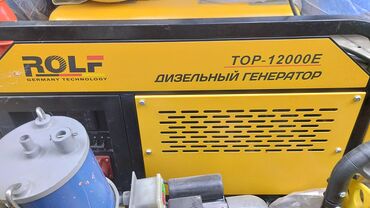 ROLF
GERMANY TECHNOLOGY
TOP-12000E
ДИЗЕЛЬНЫЙ ГЕНЕРАТОР